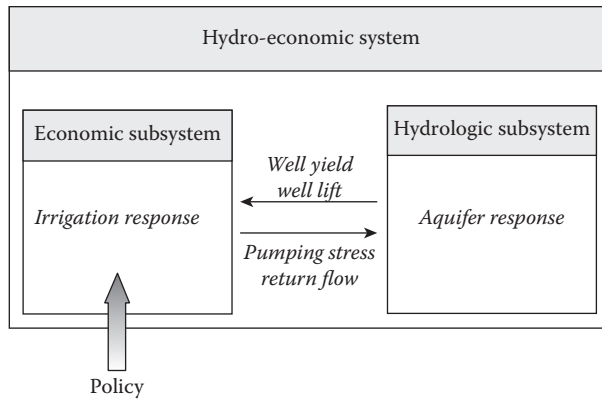 Hydro-economic system
Economic subsystem
Hydrologic subsystem
Well yield
well lift
Irrigation response
Aquifer response
Pumping stress
return flow
Policy